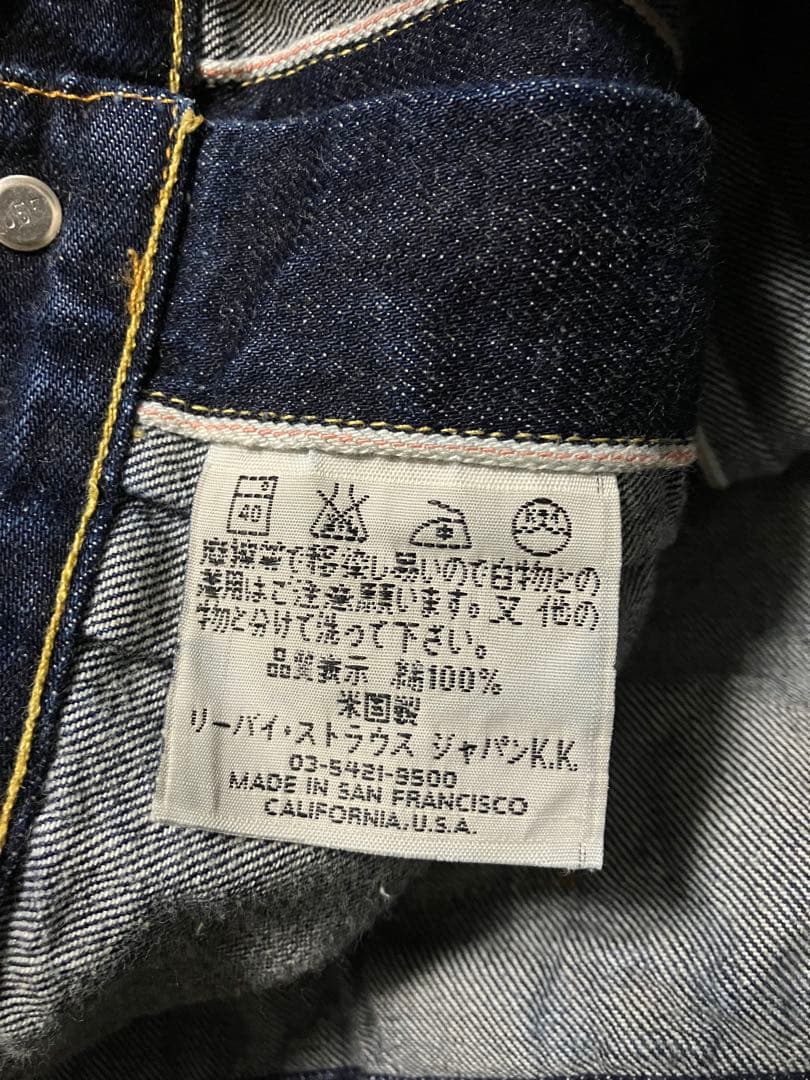 40
摩擦等で移染し易いので白物との
着用はご注意願います。又 他の
物と分けて洗って下さい。
品質表示 綿100%
米国製
リーバイ・ストラウス ジャパンK.K.
03-5421-9500
MADE IN SAN FRANCISCO
CALIFORNIA,U.S.A.